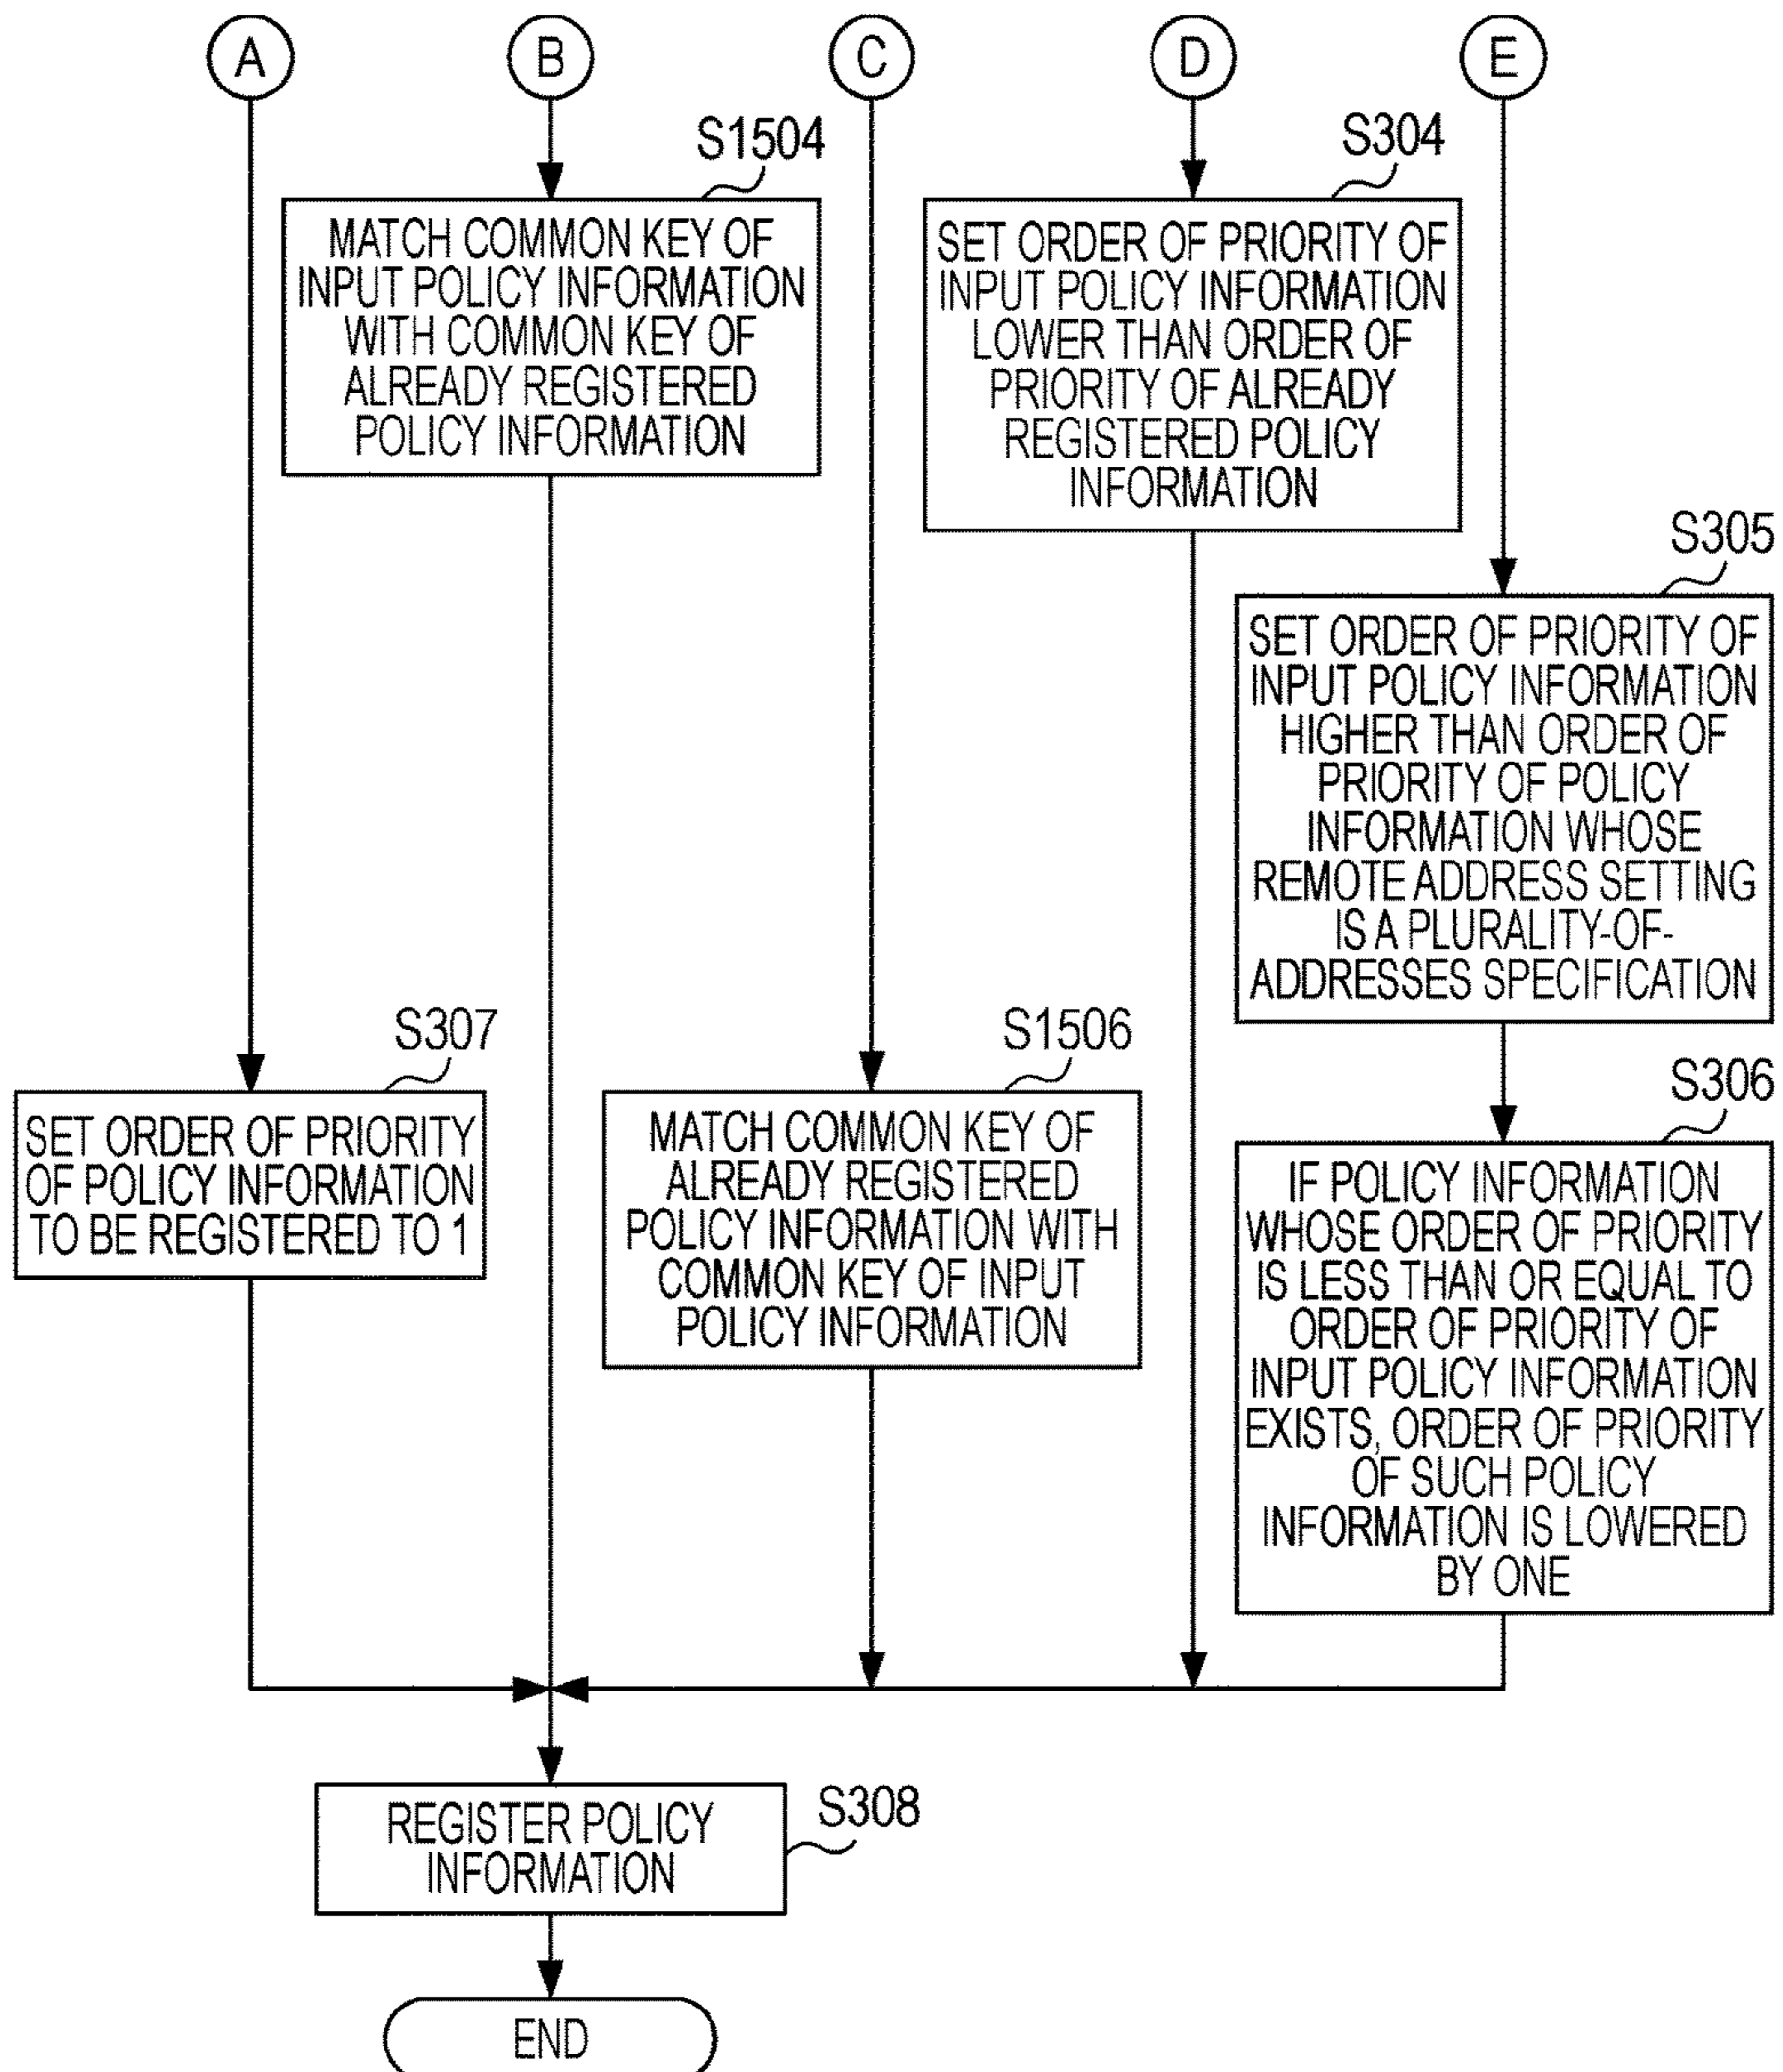 A
B
C
D
E
S1504
MATCH COMMON KEY OF
INPUT POLICY INFORMATION
WITH COMMON KEY OF
ALREADY REGISTERED
POLICY INFORMATION
S304
SET ORDER OF PRIORITY OF
INPUT POLICY INFORMATION
LOWER THAN ORDER OF
PRIORITY OF ALREADY
REGISTERED POLICY
INFORMATION
S305
SET ORDER OF PRIORITY OF
INPUT POLICY INFORMATION
HIGHER THAN ORDER OF
PRIORITY OF POLICY
INFORMATION WHOSE
REMOTE ADDRESS SETTING
IS A PLURALITY-OF-
ADDRESSES SPECIFICATION
S307
SET ORDER OF PRIORITY
OF POLICY INFORMATION
TO BE REGISTERED TO 1
S1506
MATCH COMMON KEY OF
ALREADY REGISTERED
POLICY INFORMATION WITH
COMMON KEY OF INPUT
POLICY INFORMATION
S306
IF POLICY INFORMATION
WHOSE ORDER OF PRIORITY
IS LESS THAN OR EQUAL TO
ORDER OF PRIORITY OF
INPUT POLICY INFORMATION
EXISTS, ORDER OF PRIORITY
OF SUCH POLICY
INFORMATION IS LOWERED
BY ONE
S308
REGISTER POLICY
INFORMATION
END